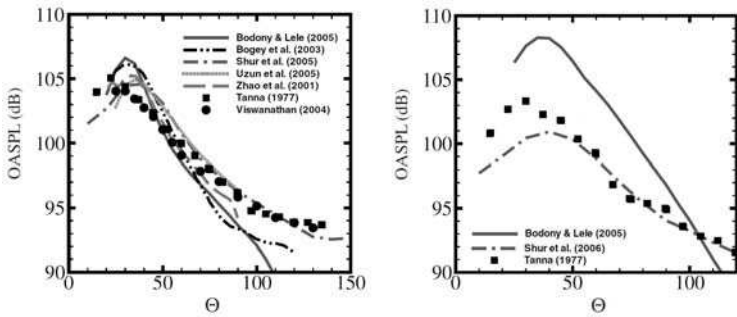 110
105
100
95
90
OASPL (dB)
0
50
100
150
Θ
Bodony & Lele (2005)
Bogey et al. (2003)
Shur et al. (2005)
Uzun et al. (2005)
Zhao et al. (2001)
Tanna (1977)
Viswanathan (2004)
110
105
100
95
90
OASPL (dB)
50
100
Θ
Bodony & Lele (2005)
Shur et al. (2006)
Tanna (1977)